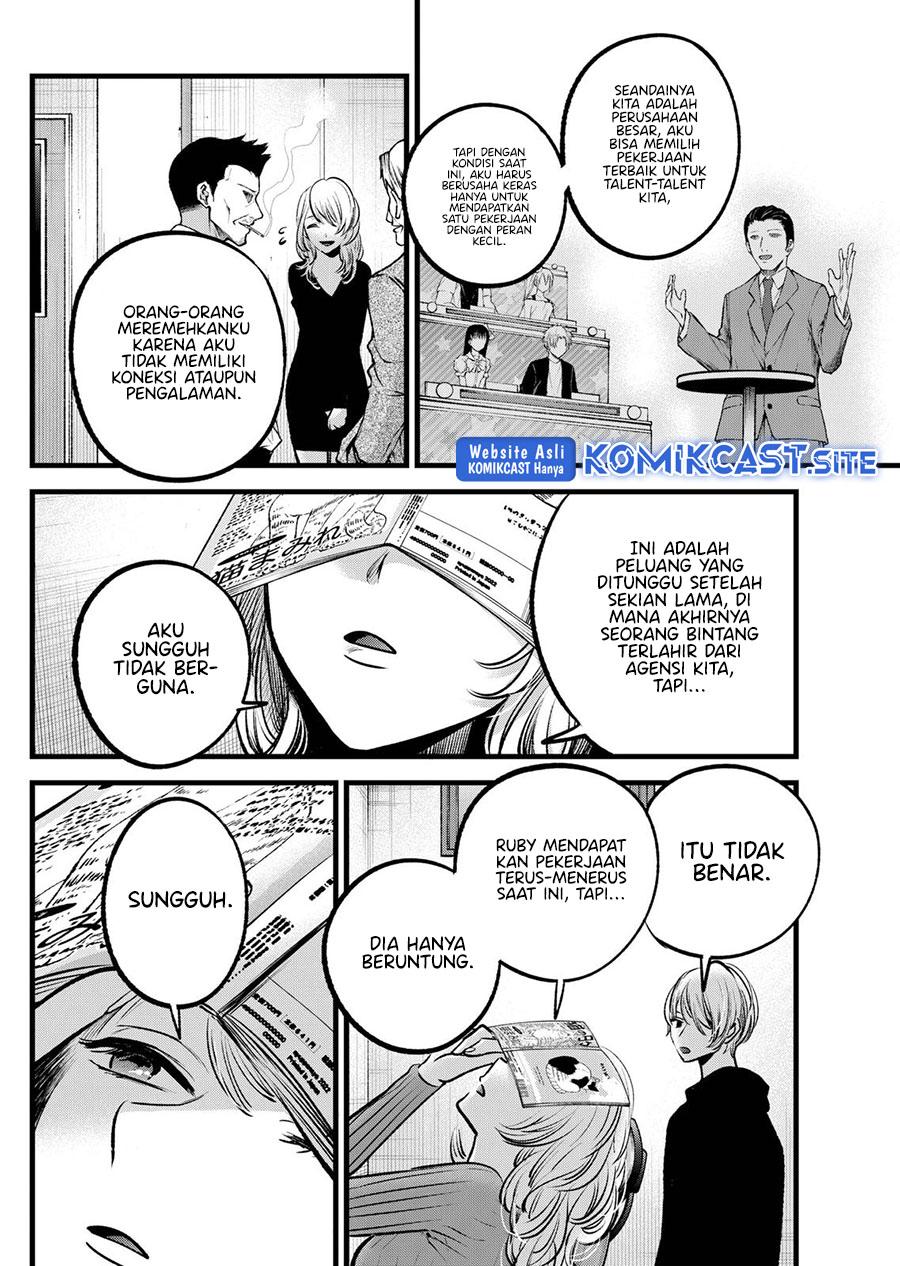 SEANDAINYA
KITA ADALAH
PERUSAHAAN
BESAR, AKU
BISA MEMILIH
PEKERJAAN
TERBAIK UNTUK
TALENT-TALENT
KITA,
TAPI DENGAN
KONDISI SAAT
INI, AKU HARUS
BERUSAHA KERAS
HANYA UNTUK
MENDAPATKAN
SATU PEKERJAAN
DENGAN PERAN
KECIL.
ORANG-ORANG
MEREMEHKANKU
KARENA AKU
TIDAK MEMILIKI
KONEKSI ATAUPUN
PENGALAMAN.
Website Asli
KOMIKCAST Hanya
KOMIKCAST.SITE
INI ADALAH
PELUANG YANG
DITUNGGU SETELAH
SEKIAN LAMA, DI
MANA AKHIRNYA
SEORANG BINTANG
TERLAHIR DARI
AGENSI KITA,
TAPI...
猫まみれ
AKU
SUNGGUH
TIDAK BER-
GUNA.
ITU TIDAK
BENAR.
RUBY MENDAPAT
KAN PEKERJAAN
TERUS-MENERUS
SAAT INI, TAPI...
DIA HANYA
BERUNTUNG.
SUNGGUH.